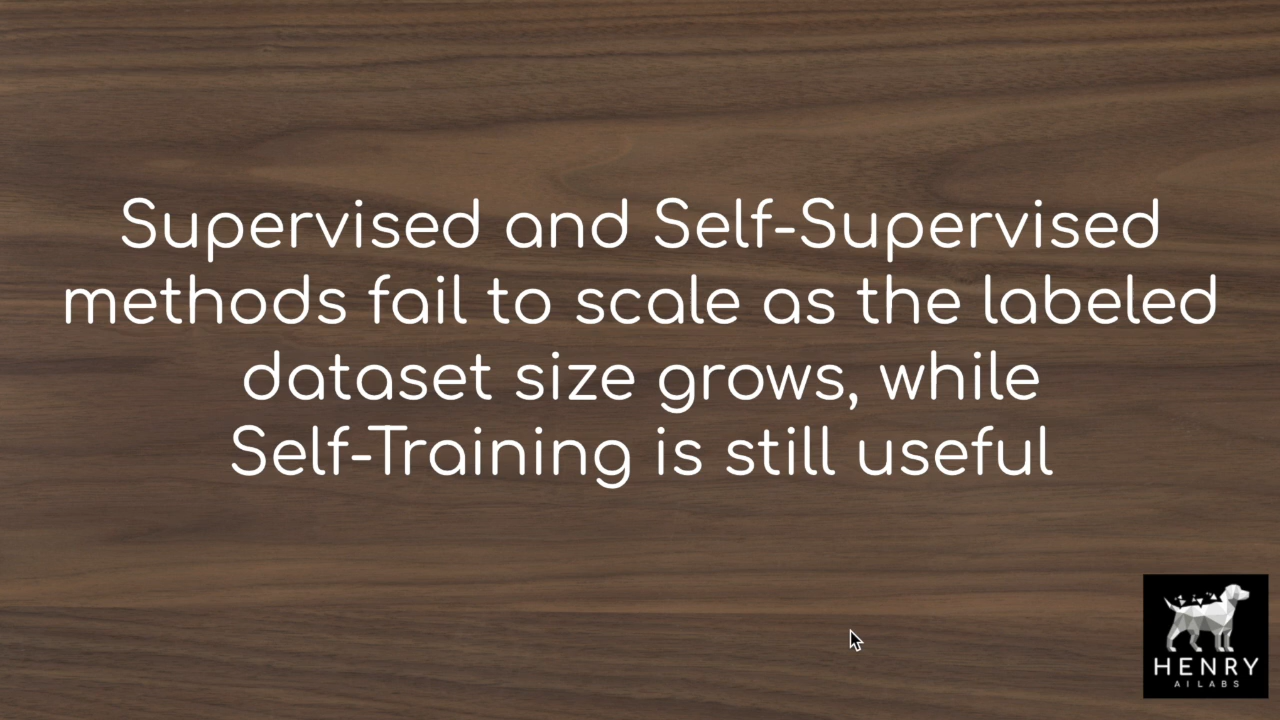 Supervised and Self-Supervised
methods fail to scale as the labeled
dataset size grows, while
Self-Training is still useful
HENRY
AI LABS